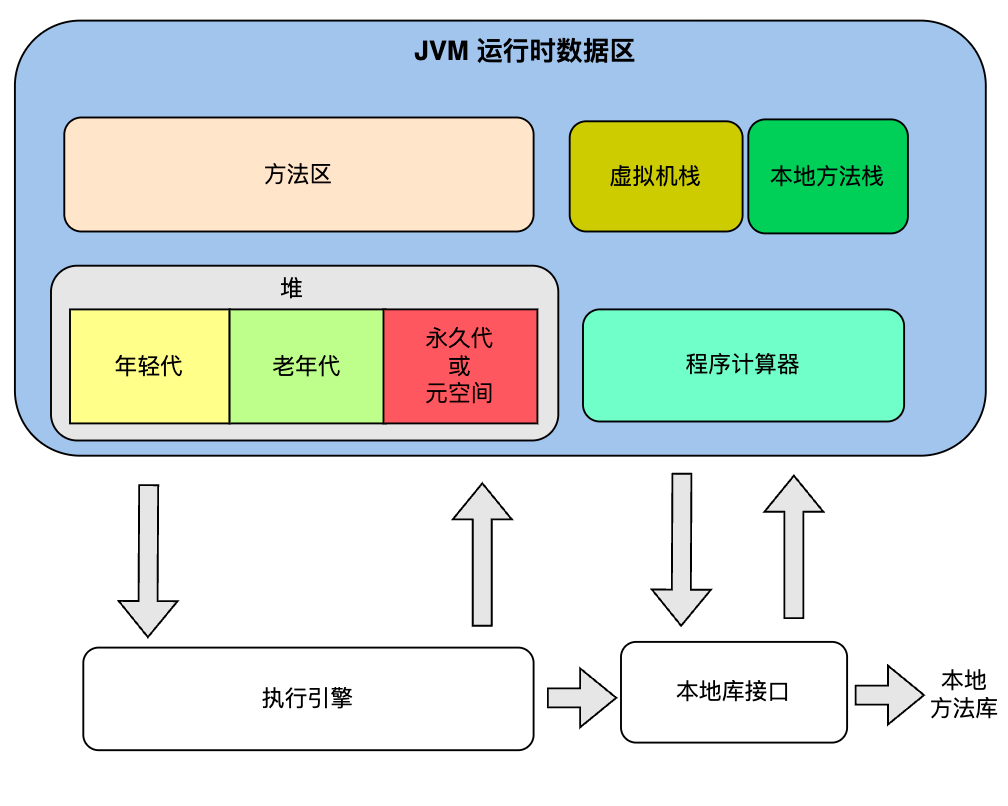 JVM 运行时数据区
方法区
虚拟机栈
本地方法栈
堆
年轻代
老年代
永久代
或
元空间
程序计算器
执行引擎
本地库接口
本地
方法库